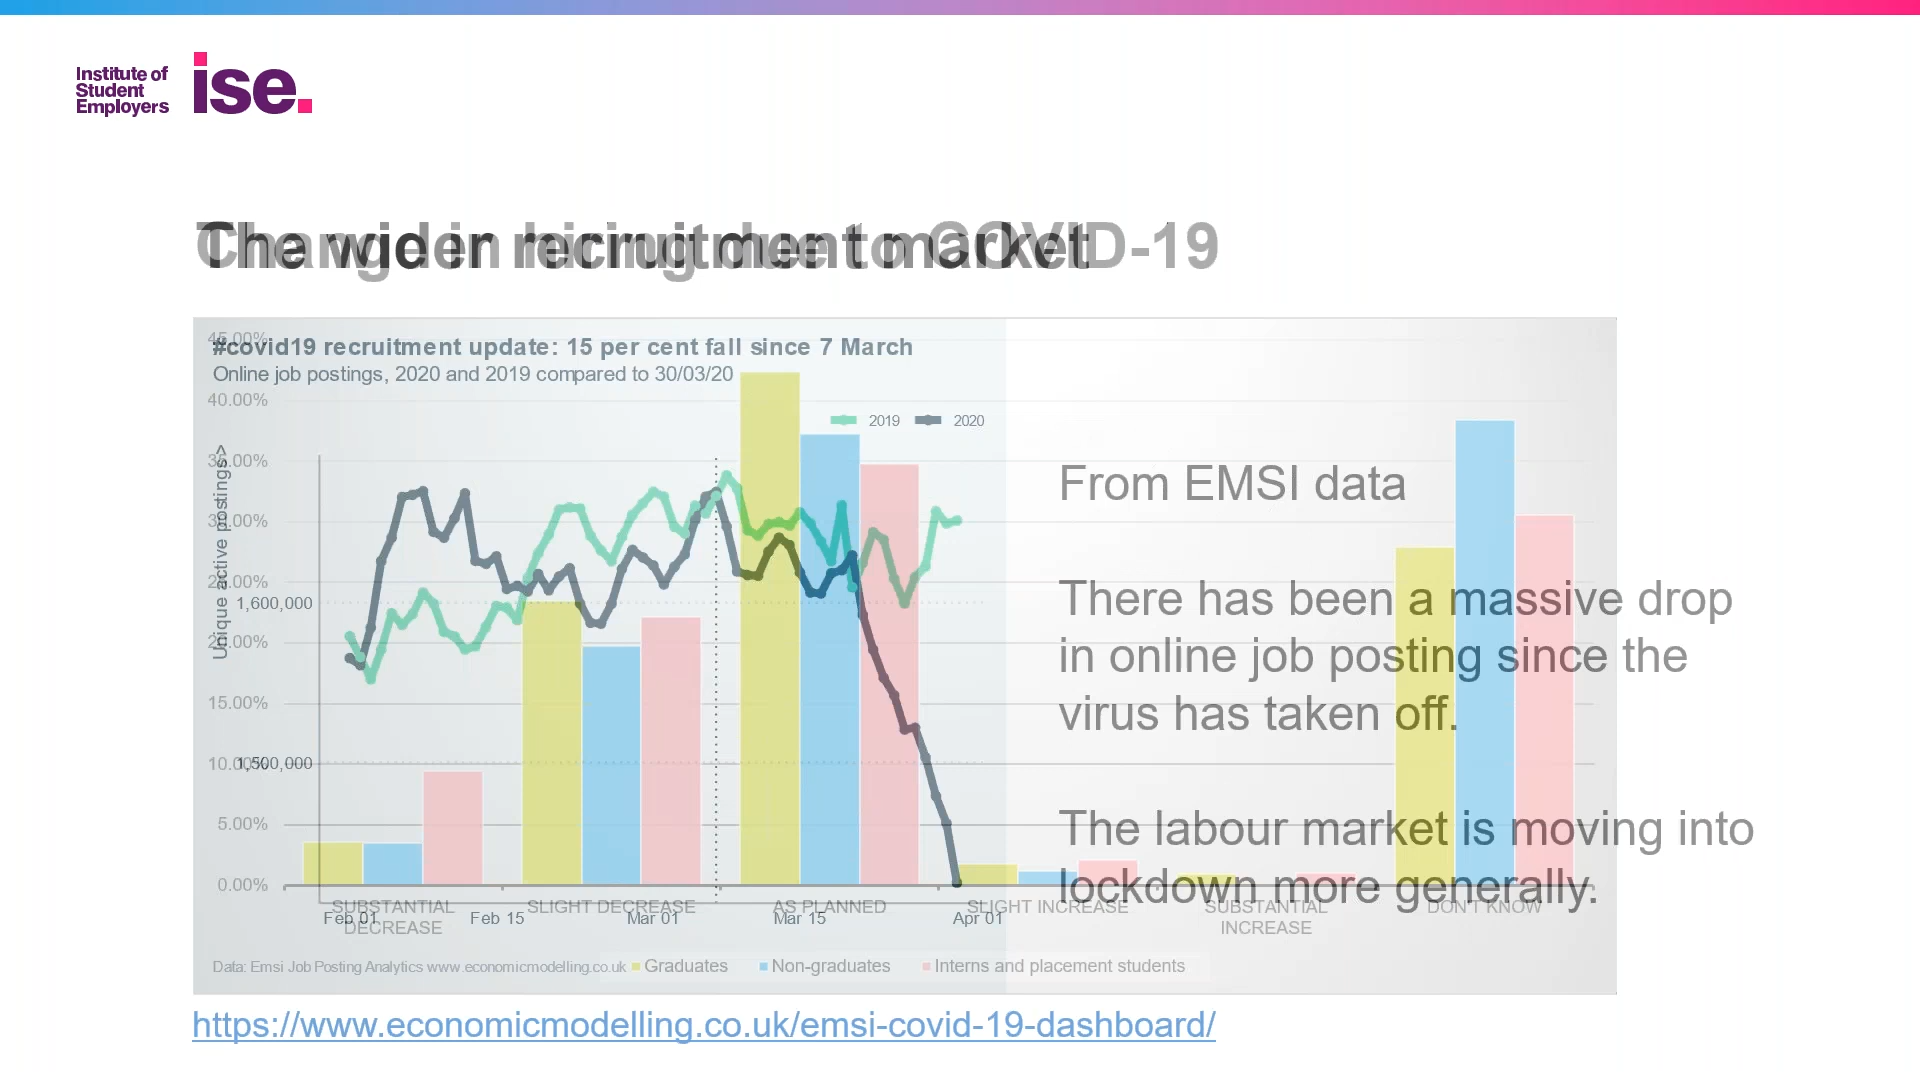 Institute of
Student
Employers
ise.
The wider recruitment market
Change in hiring due to COVID-19
#covid19 recruitment update: 15 per cent fall since 7 March
Online job postings, 2020 and 2019 compared to 30/03/20
2019
2020
Unique active postings >
1,600,000
1,500,000
Feb 01
Feb 15
Mar 01
Mar 15
Apr 01
Data: Emsi Job Posting Analytics www.economicmodelling.co.uk
45.00%
40.00%
35.00%
30.00%
25.00%
20.00%
15.00%
10.00%
5.00%
0.00%
SUBSTANTIAL
DECREASE
SLIGHT DECREASE
AS PLANNED
SLIGHT INCREASE
SUBSTANTIAL
INCREASE
DON'T KNOW
Graduates
Non-graduates
Interns and placement students
From EMSI data
There has been a massive drop
in online job posting since the
virus has taken off.
The labour market is moving into
lockdown more generally.
https://www.economicmodelling.co.uk/emsi-covid-19-dashboard/